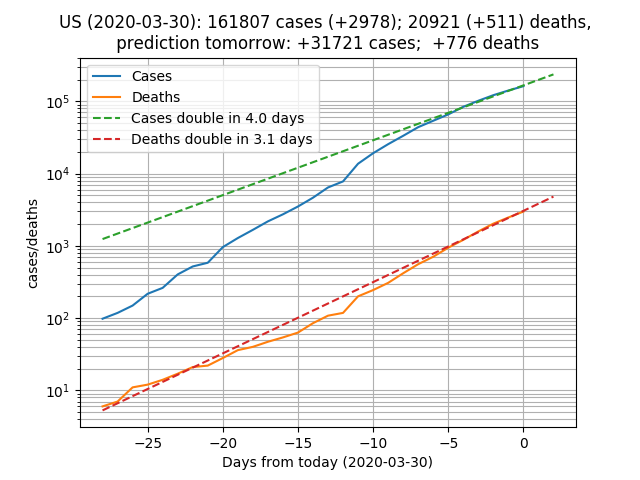 US (2020-03-30): 161807 cases (+2978); 20921 (+511) deaths,
prediction tomorrow: +31721 cases;  +776 deaths
Cases
Deaths
Cases double in 4.0 days
Deaths double in 3.1 days
cases/deaths
10⁵
10⁴
10³
10²
10¹
−25 −20 −15 −10 −5 0
Days from today (2020-03-30)